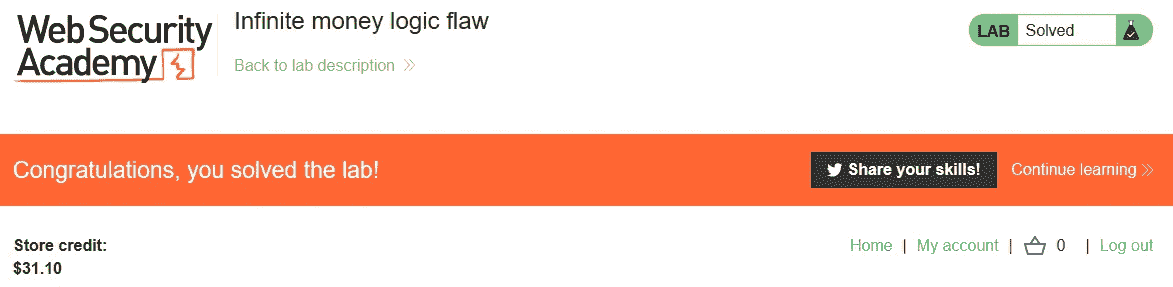 Web Security
Academy
Infinite money logic flaw
Back to lab description
LAB Solved
Congratulations, you solved the lab!
Share your skills! Continue learning
Store credit:
$31.10
Home | My account | 0 | Log out